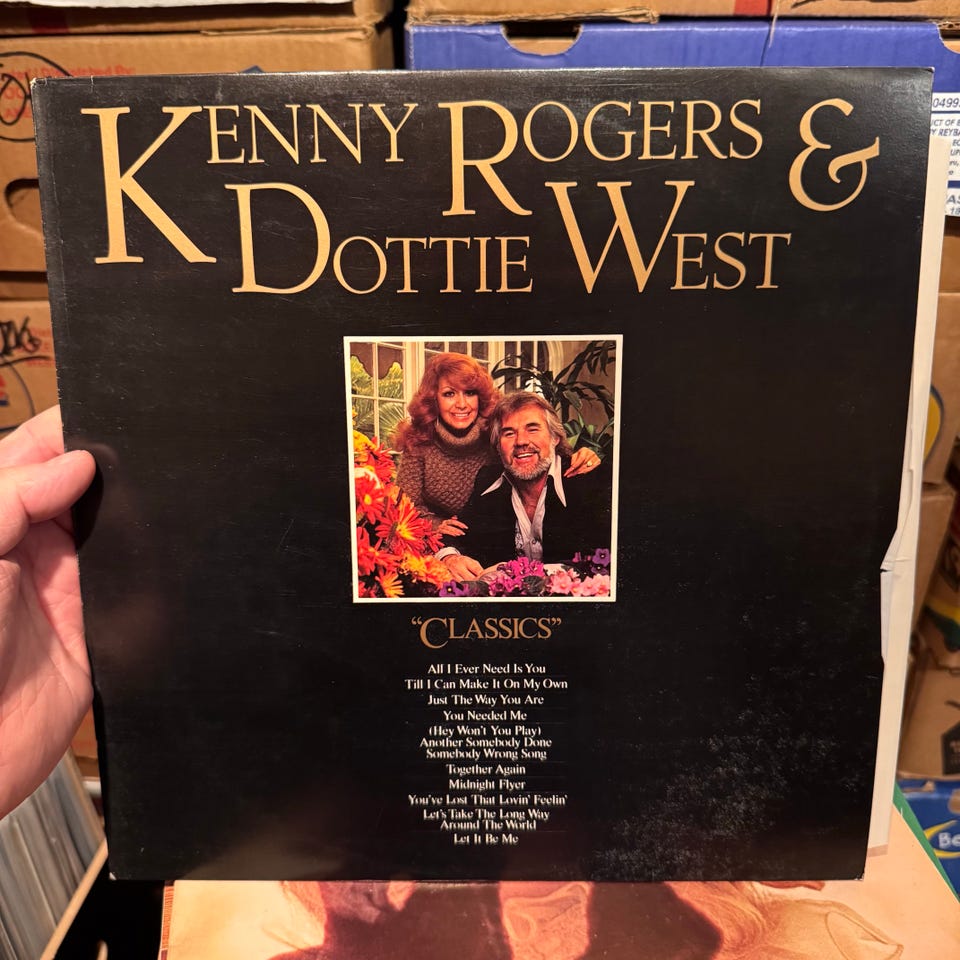 KENNY ROGERS &
DOTTIE WEST
"CLASSICS"
All I Ever Need Is You
Till I Can Make It On My Own
Just The Way You Are
You Needed Me
(Hey Won't You Play)
Another Somebody Done
Somebody Wrong Song
Together Again
Midnight Flyer
You've Lost That Lovin' Feelin'
Let's Take The Long Way
Around The World
Let It Be Me